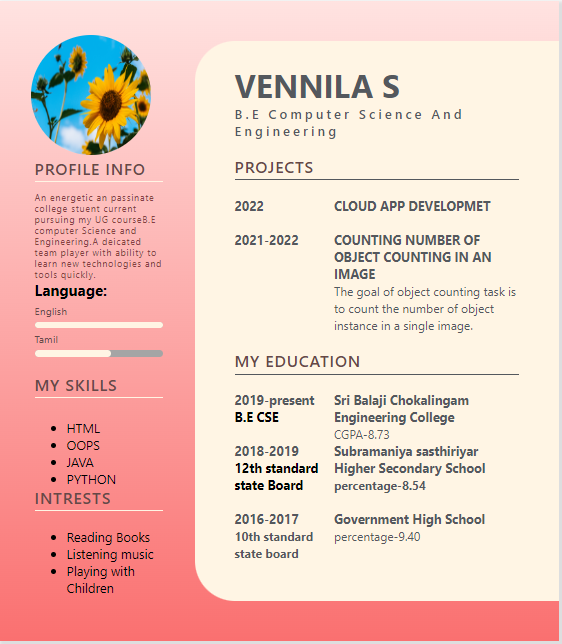 PROFILE INFO
An energetic an passinate
college stuent current
pursuing my UG courseB.E
computer Science and
Engineering.A deicated
team player with ability to
learn new technologies and
tools quickly.
Language:
English
Tamil
MY SKILLS
HTML
OOPS
JAVA
PYTHON
INTRESTS
Reading Books
Listening music
Playing with
Children
VENNILA S
B.E Computer Science And
Engineering
PROJECTS
2022 CLOUD APP DEVELOPMET
2021-2022 COUNTING NUMBER OF
OBJECT COUNTING IN AN
IMAGE
The goal of object counting task is
to count the number of object
instance in a single image.
MY EDUCATION
2019-present Sri Balaji Chokalingam
B.E CSE Engineering College
CGPA-8.73
2018-2019 Subramaniya sasthiriyar
12th standard Higher Secondary School
state Board percentage-8.54
2016-2017 Government High School
10th standard percentage-9.40
state board